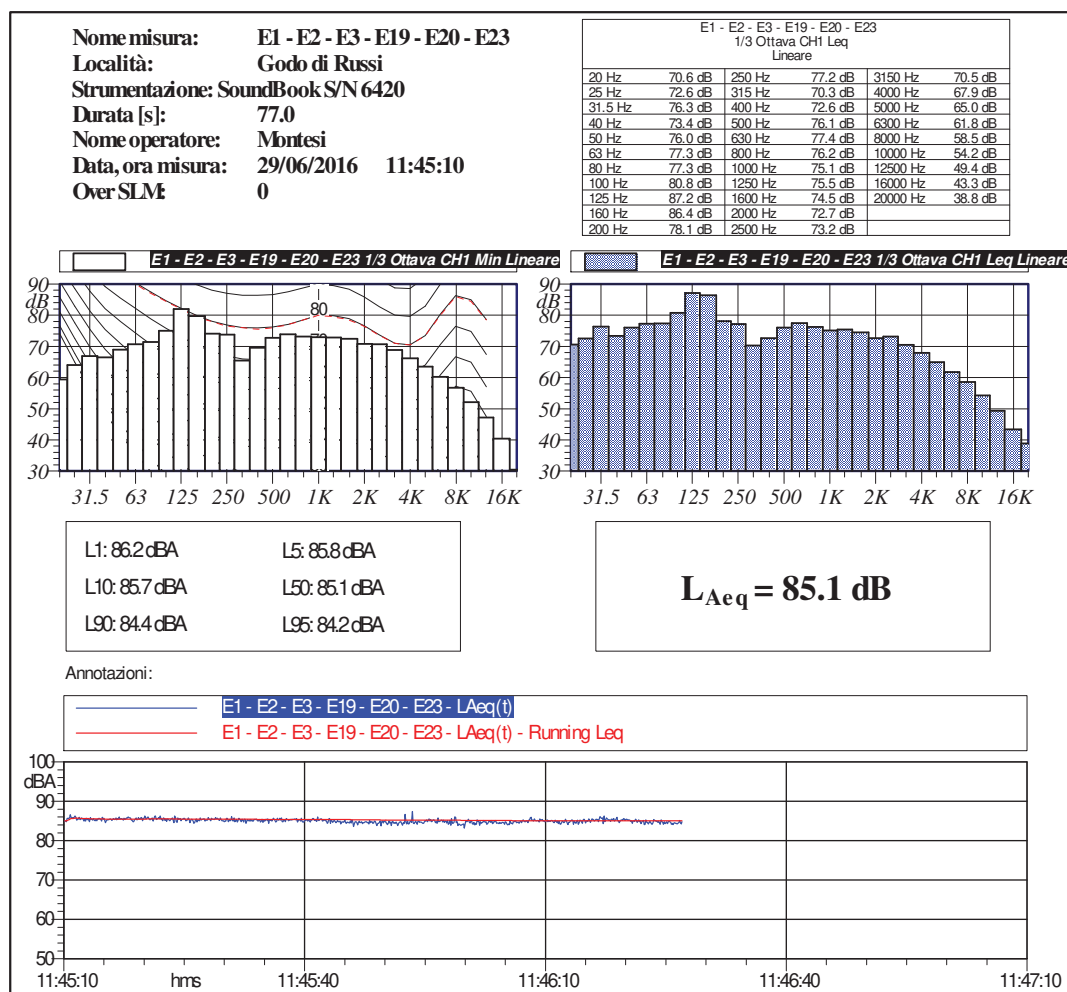 Nome misura: E1 - E2 - E3 - E19 - E20 - E23
Località: Godo di Russi
Strumentazione: SoundBook S/N 6420
Durata [s]: 77.0
Nome operatore: Montesi
Data, ora misura: 29/06/2016 11:45:10
Over SLM: 0
E1 - E2 - E3 - E19 - E20 - E23
1/3 Ottava CH1 Leq
Lineare
20 Hz 70.6 dB 250 Hz 77.2 dB 3150 Hz 70.5 dB
25 Hz 72.6 dB 315 Hz 70.3 dB 4000 Hz 67.9 dB
31.5 Hz 76.3 dB 400 Hz 72.6 dB 5000 Hz 65.0 dB
40 Hz 73.4 dB 500 Hz 76.1 dB 6300 Hz 61.8 dB
50 Hz 76.0 dB 630 Hz 77.4 dB 8000 Hz 58.5 dB
63 Hz 77.3 dB 800 Hz 76.2 dB 10000 Hz 54.2 dB
80 Hz 77.3 dB 1000 Hz 75.1 dB 12500 Hz 49.4 dB
100 Hz 80.8 dB 1250 Hz 75.5 dB 16000 Hz 43.3 dB
125 Hz 87.2 dB 1600 Hz 74.5 dB 20000 Hz 38.8 dB
160 Hz 86.4 dB 2000 Hz 72.7 dB
200 Hz 78.1 dB 2500 Hz 73.2 dB
E1 - E2 - E3 - E19 - E20 - E23 1/3 Ottava CH1 Min Lineare
90
dB
80
70
60
50
40
30
80
31.5 63 125 250 500 1K 2K 4K 8K 16K
E1 - E2 - E3 - E19 - E20 - E23 1/3 Ottava CH1 Leq Lineare
90
dB
80
70
60
50
40
30
31.5 63 125 250 500 1K 2K 4K 8K 16K
L1: 86.2 dBA L5: 85.8 dBA
L10: 85.7 dBA L50: 85.1 dBA
L90: 84.4 dBA L95: 84.2 dBA
LAeq = 85.1 dB
Annotazioni:
E1 - E2 - E3 - E19 - E20 - E23 - LAeq(t)
E1 - E2 - E3 - E19 - E20 - E23 - LAeq(t) - Running Leq
100
dBA
90
80
70
60
50
11:45:10 hms 11:45:40 11:46:10 11:46:40 11:47:10